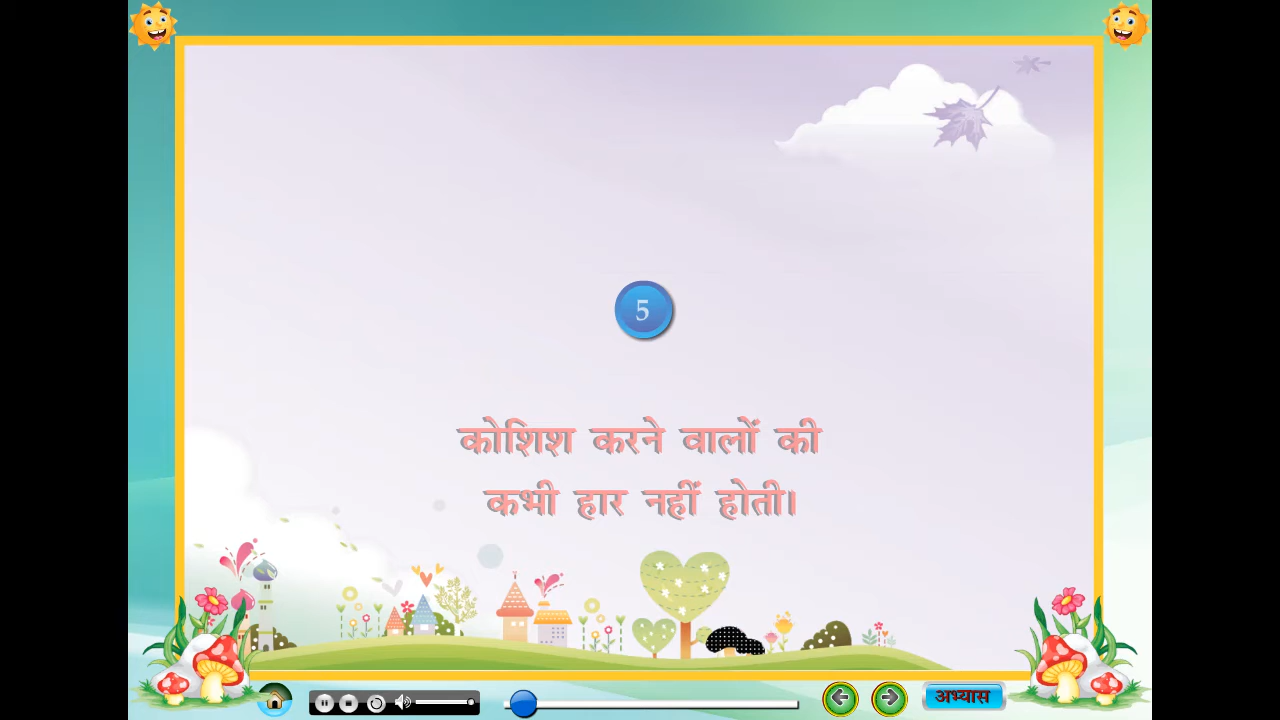 5
कोशिश करने वालों की
कभी हार नहीं होती।
अभ्यास